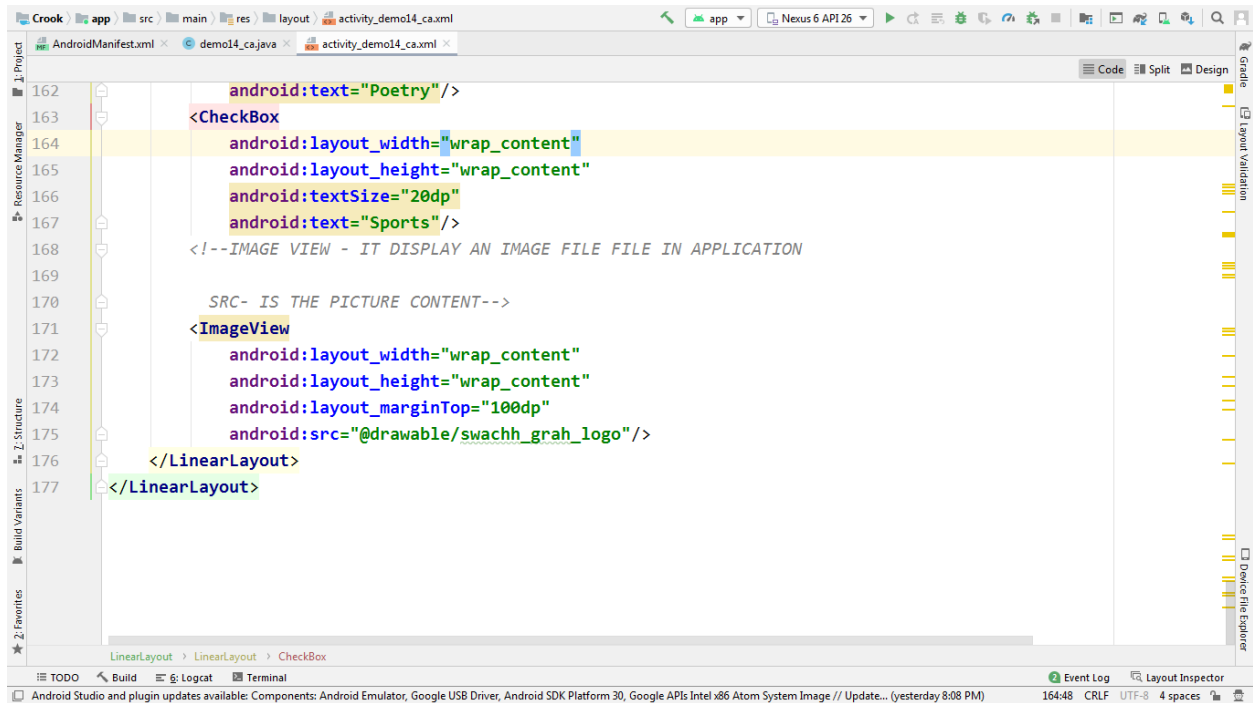 Crook app src main res layout activity_demo14_ca.xml app Nexus 6 API 26
AndroidManifest.xml demo14_ca.java activity_demo14_ca.xml
Code Split Design
1: Project
Resource Manager
Z: Structure
Build Variants
2: Favorites
162 android:text="Poetry"/>
163 <CheckBox
164 android:layout_width="wrap_content"
165 android:layout_height="wrap_content"
166 android:textSize="20dp"
167 android:text="Sports"/>
168 <!--IMAGE VIEW - IT DISPLAY AN IMAGE FILE FILE IN APPLICATION
169
170 SRC- IS THE PICTURE CONTENT-->
171 <ImageView
172 android:layout_width="wrap_content"
173 android:layout_height="wrap_content"
174 android:layout_marginTop="100dp"
175 android:src="@drawable/swachh_grah_logo"/>
176 </LinearLayout>
177 </LinearLayout>
Gradle
Layout Validation
Device File Explorer
LinearLayout › LinearLayout › CheckBox
TODO Build 6: Logcat Terminal 2 Event Log Layout Inspector
Android Studio and plugin updates available: Components: Android Emulator, Google USB Driver, Android SDK Platform 30, Google APIs Intel x86 Atom System Image // Update... (yesterday 8:08 PM) 164:48 CRLF UTF-8 4 spaces